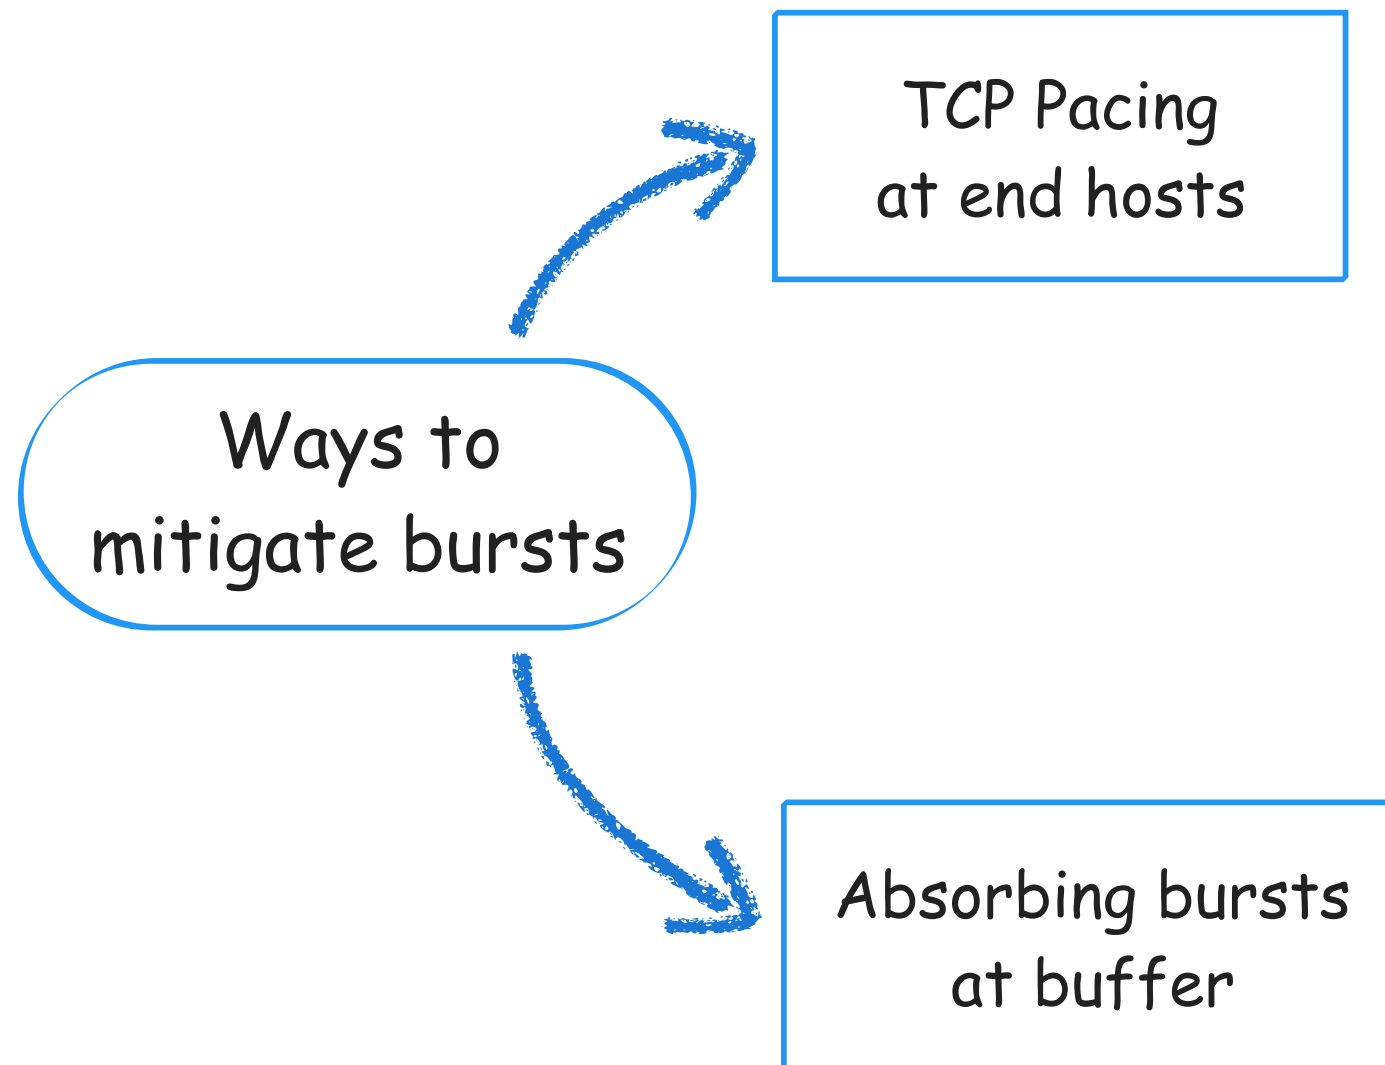 TCP Pacing
at end hosts
Ways to
mitigate bursts
Absorbing bursts
at buffer